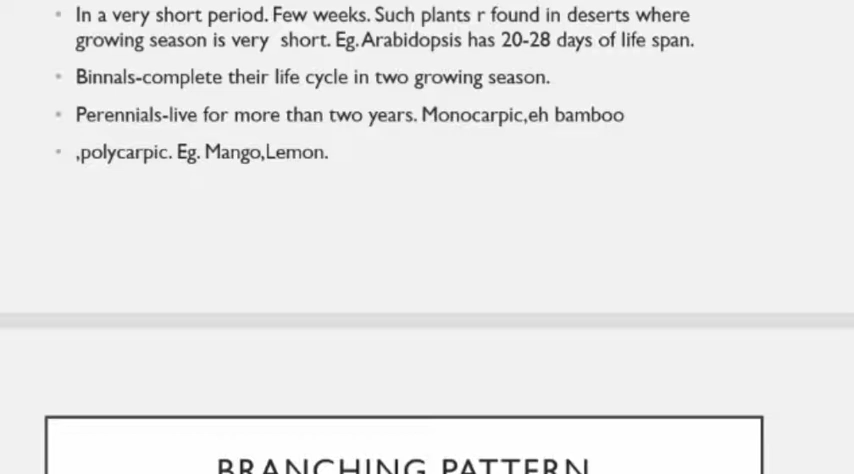 In a very short period. Few weeks. Such plants r found in deserts where
growing season is very short. Eg. Arabidopsis has 20-28 days of life span.
Binnals-complete their life cycle in two growing season.
Perennials-live for more than two years. Monocarpic,eh bamboo
,polycarpic. Eg. Mango,Lemon.
BRANCHING PATTERN